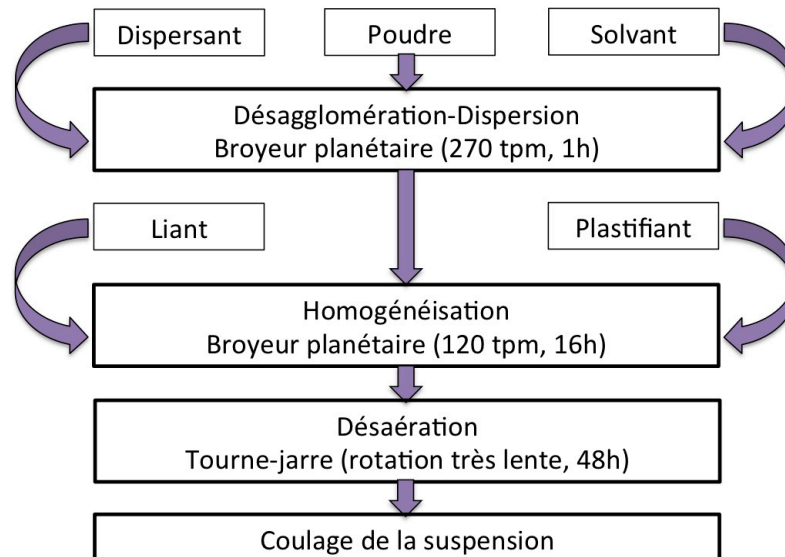 Dispersant
Poudre
Solvant
Désagglomération-Dispersion
Broyeur planétaire (270 tpm, 1h)
Liant
Plastifiant
Homogénéisation
Broyeur planétaire (120 tpm, 16h)
Désaération
Tourne-jarre (rotation très lente, 48h)
Coulage de la suspension